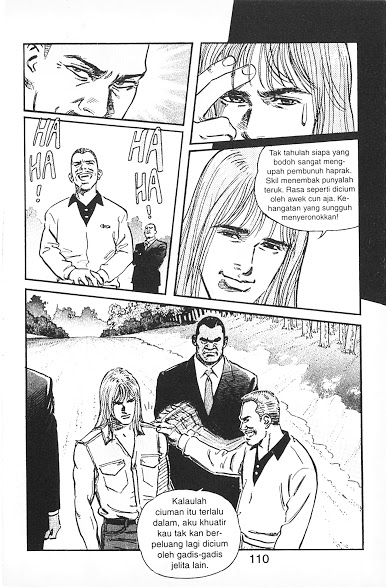 HA
HA!
HA
HA!
Tak tahulah siapa yang
bodoh sangat meng-
upah pembunuh haprak.
Skil menembak punyalah
teruk. Rasa seperti dicium
oleh awek cun aja. Ke-
hangatan yang sungguh
menyeronokkan!
Kalaulah
ciuman itu terlalu
dalam, aku khuatir
kau tak kan ber-
peluang lagi dicium
oleh gadis-gadis
jelita lain.
110